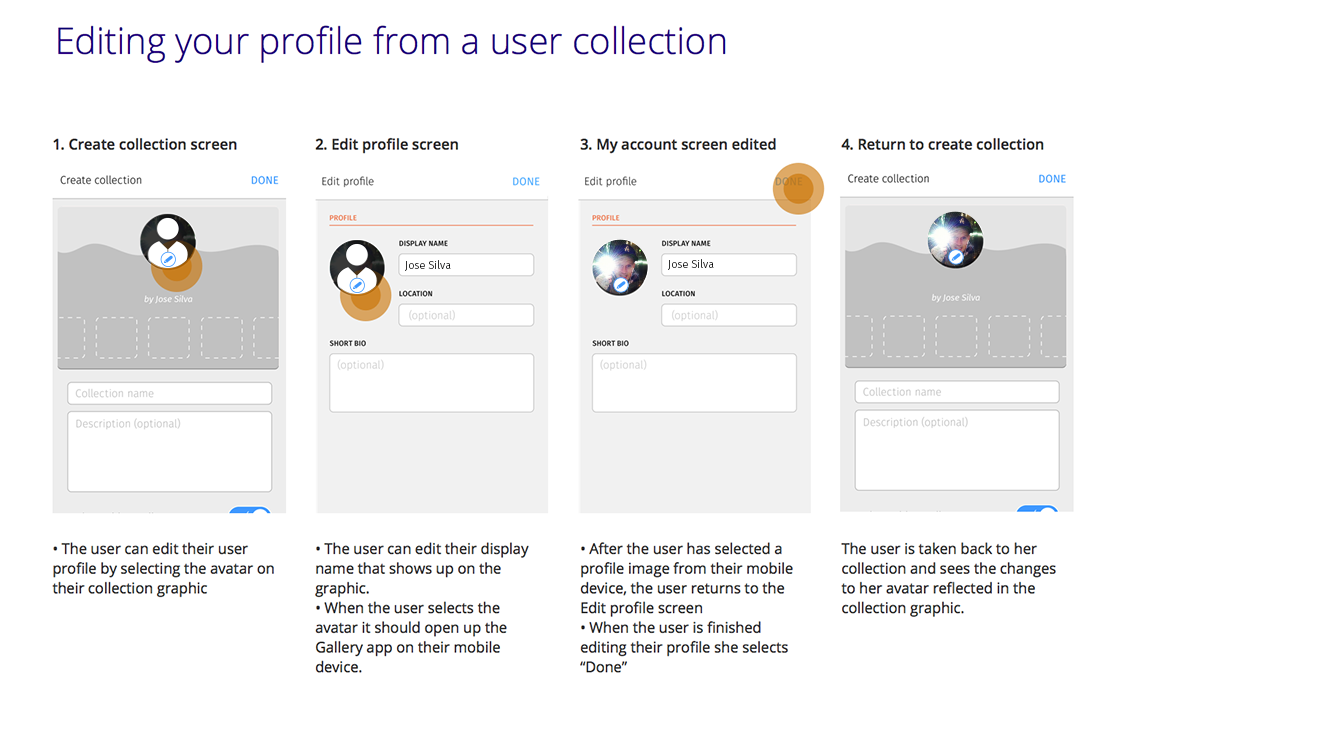 Editing your profile from a user collection
1. Create collection screen
Create collection
DONE
by Jose Silva
Collection name
Description (optional)
• The user can edit their user
profile by selecting the avatar on
their collection graphic
2. Edit profile screen
Edit profile
DONE
PROFILE
DISPLAY NAME
Jose Silva
LOCATION
(optional)
SHORT BIO
(optional)
• The user can edit their display
name that shows up on the
graphic.
• When the user selects the
avatar it should open up the
Gallery app on their mobile
device.
3. My account screen edited
Edit profile
DONE
PROFILE
DISPLAY NAME
Jose Silva
LOCATION
(optional)
SHORT BIO
(optional)
• After the user has selected a
profile image from their mobile
device, the user returns to the
Edit profile screen
• When the user is finished
editing their profile she selects
“Done”
4. Return to create collection
Create collection
DONE
by Jose Silva
Collection name
Description (optional)
The user is taken back to her
collection and sees the changes
to her avatar reflected in the
collection graphic.